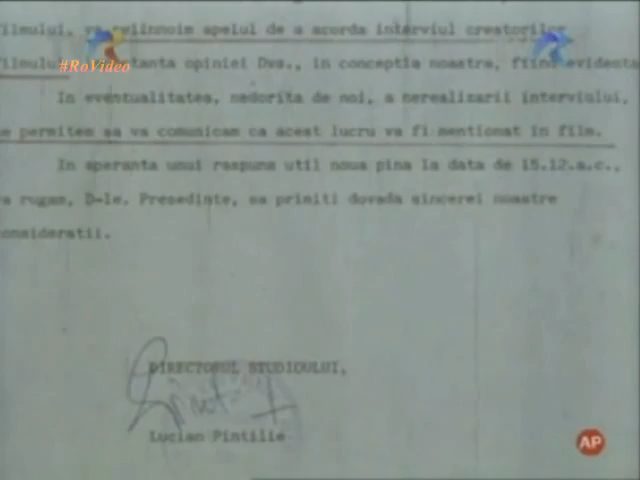 filmului, va reiinnoim apelul de a acorda interviul creatorilor
filmului tanta opiniei Dvs., in conceptia noastra, fiind evidenta
#RoVideo
In eventualitatea, nedorita de noi, a nerealizarii interviului,
ne permitem sa va comunicam ca acest lucru va fi mentionat in film.
In speranta unui raspuns util noua pina la data de 15.12.a.c.,
va rugam, D-le. Presedinte, sa primiti dovada sincerei noastre
consideratii.
DIRECTORUL STUDIOULUI,
Lucian Pintilie
AP